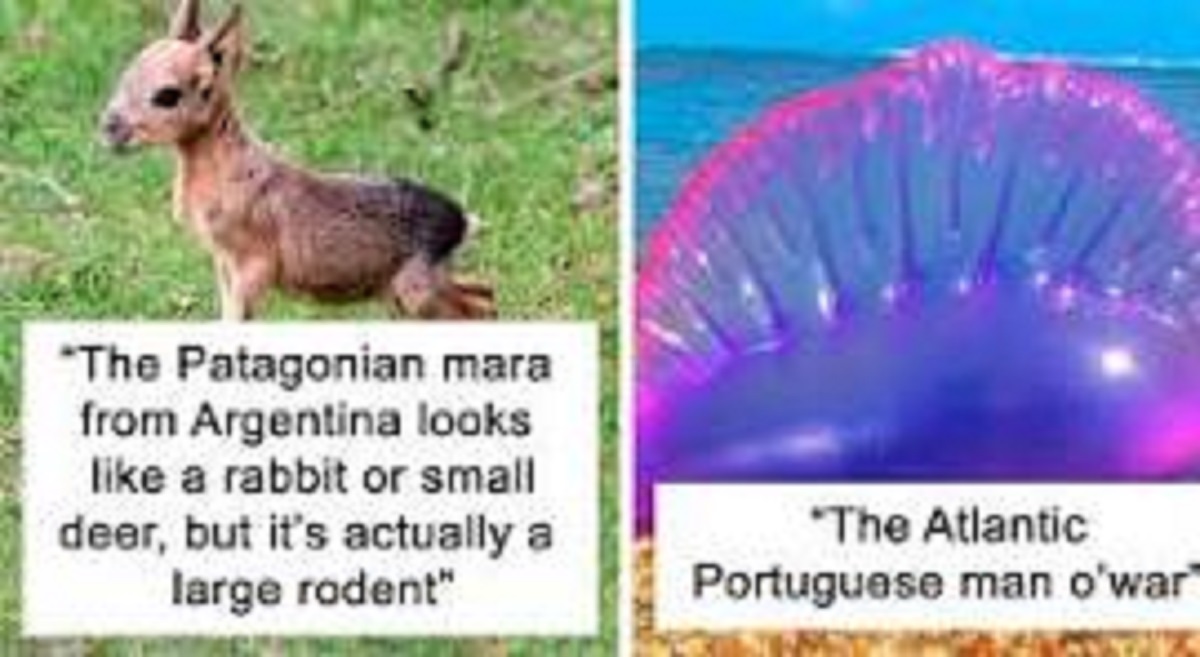 "The Patagonian mara
from Argentina looks
like a rabbit or small
deer, but it's actually a
large rodent"
"The Atlantic
Portuguese man o'war"